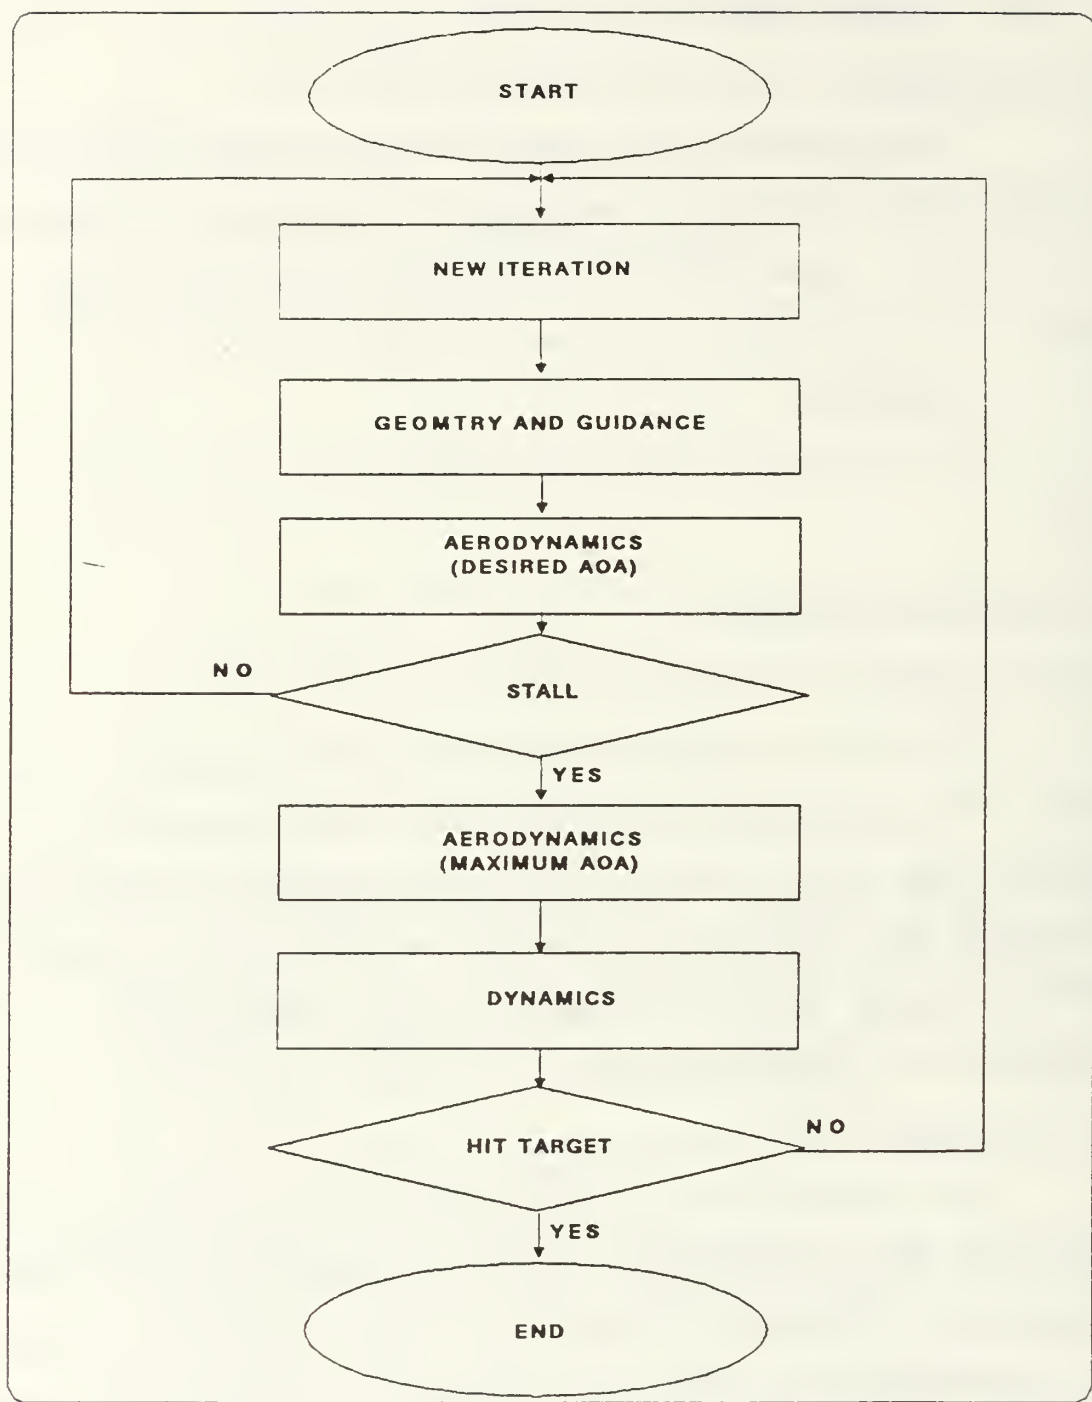 START
NEW ITERATION
GEOMTRY AND GUIDANCE
AERODYNAMICS
(DESIRED AOA)
NO
STALL
YES
AERODYNAMICS
(MAXIMUM AOA)
DYNAMICS
HIT TARGET
NO
YES
END